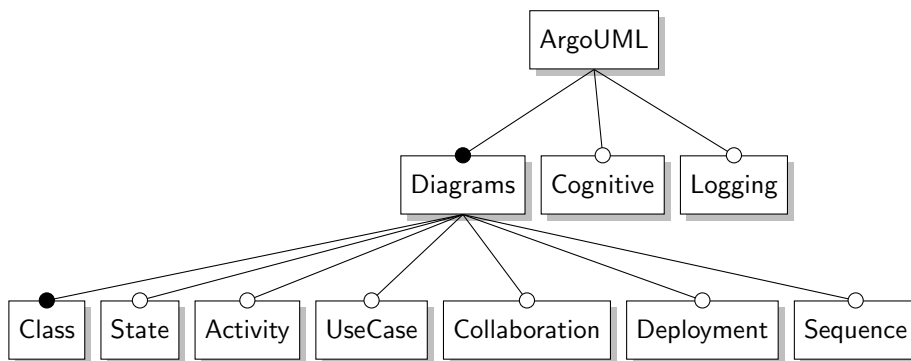 ArgoUML
Diagrams Cognitive Logging
Class State Activity UseCase Collaboration Deployment Sequence